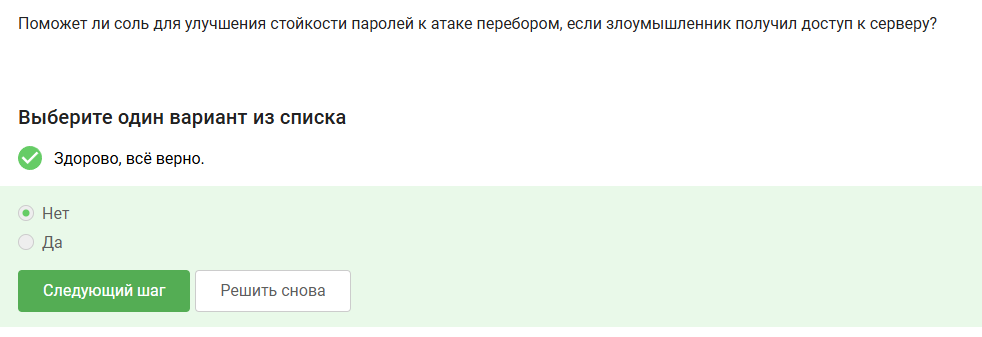 Поможет ли соль для улучшения стойкости паролей к атаке перебором, если злоумышленник получил доступ к серверу?
Выберите один вариант из списка
Здорово, всё верно.
Нет
Да
Следующий шаг
Решить снова